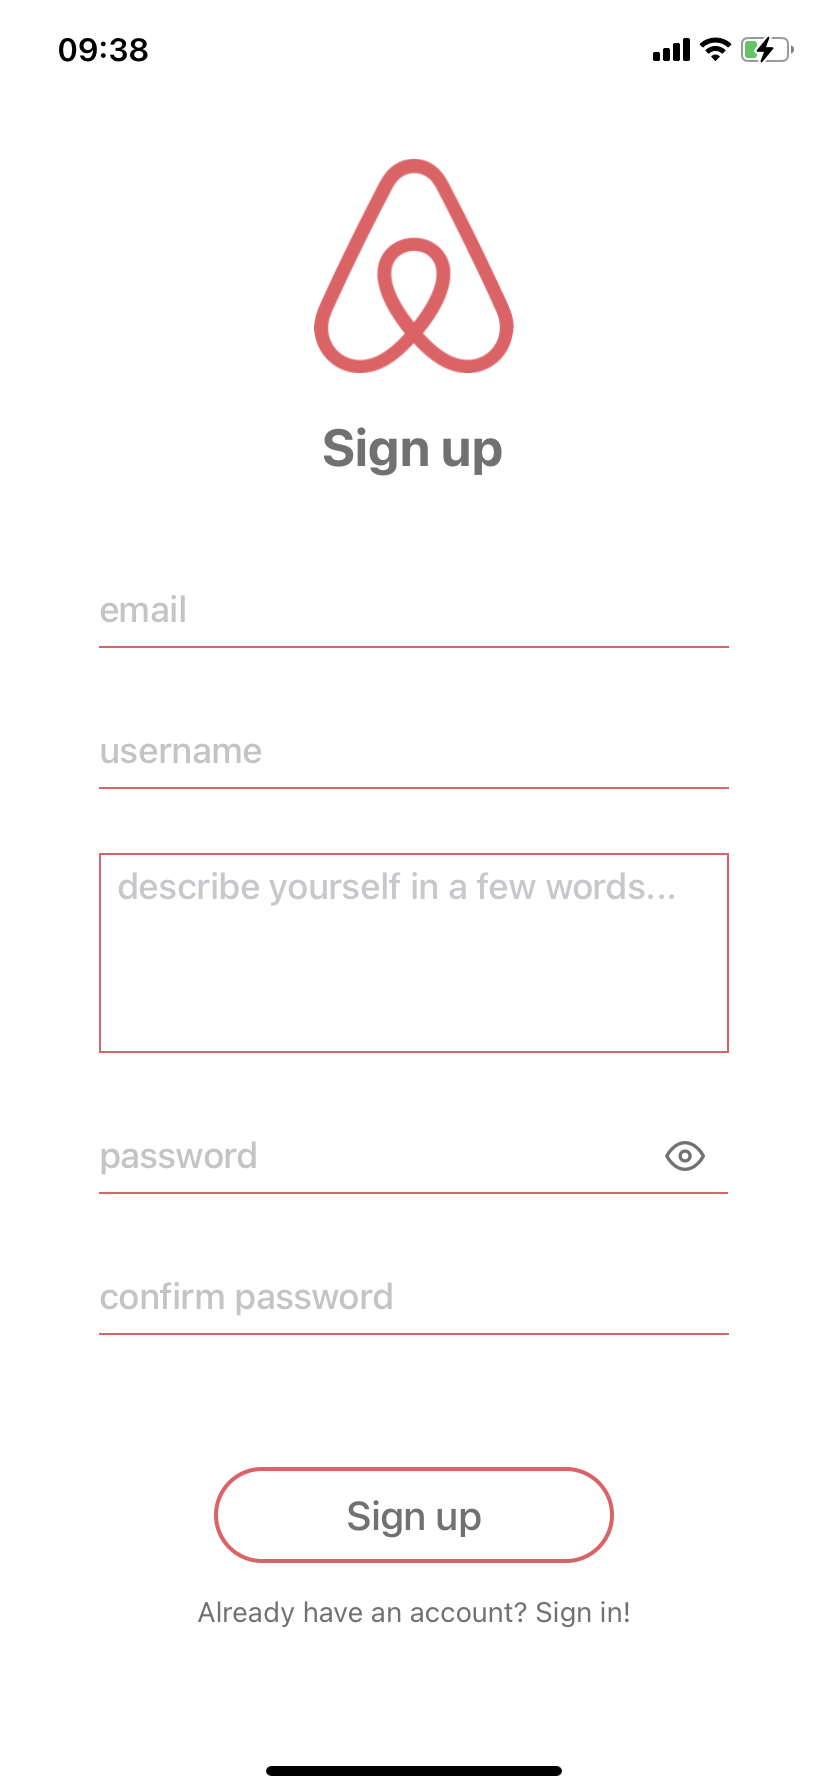 09:38
Sign up
email
username
describe yourself in a few words...
password
confirm password
Sign up
Already have an account? Sign in!